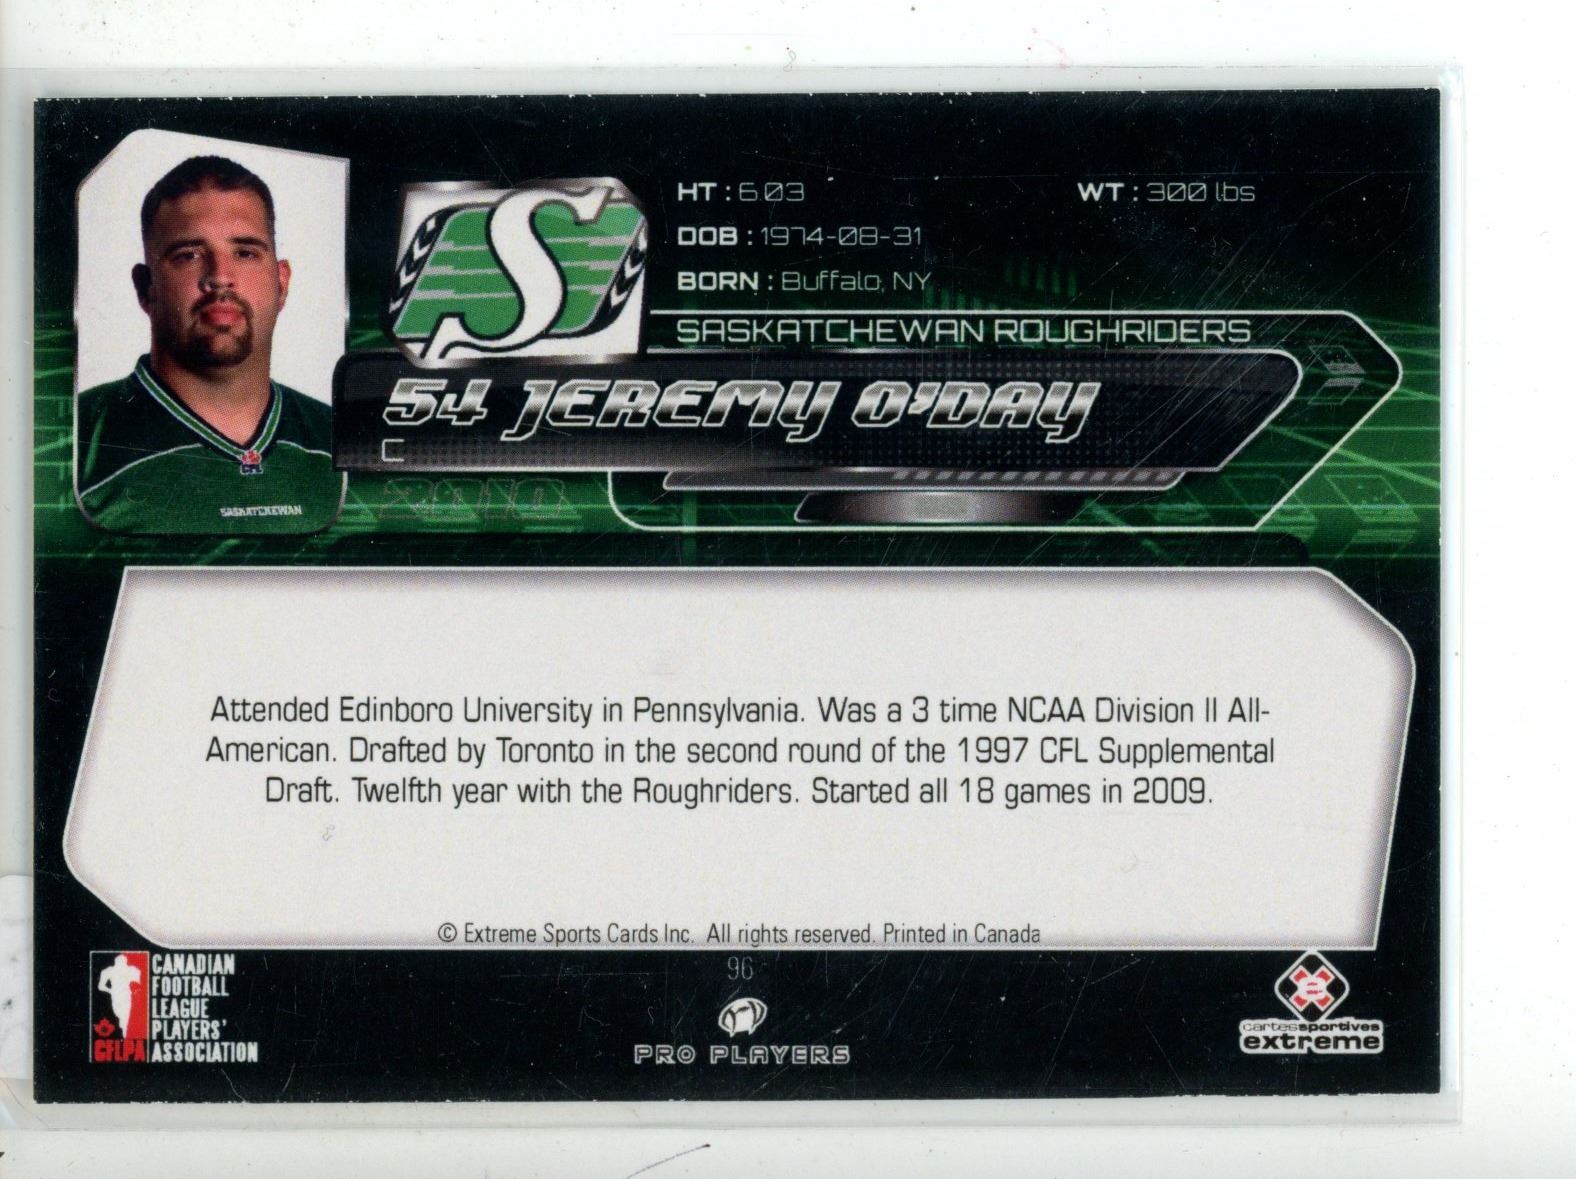 HT : 6.03
WT : 300 lbs
DOB : 1974-08-31
BORN : Buffalo, NY
SASKATCHEWAN ROUGHRIDERS
54 JEREMY O'DAY
C
2010
S
CFL
SASKATCHEWAN
Attended Edinboro University in Pennsylvania. Was a 3 time NCAA Division II All-
American. Drafted by Toronto in the second round of the 1997 CFL Supplemental
Draft. Twelfth year with the Roughriders. Started all 18 games in 2009.
© Extreme Sports Cards Inc. All rights reserved. Printed in Canada
96
PRO PLAYERS
CFLPA
CANADIAN
FOOTBALL
LEAGUE
PLAYERS'
ASSOCIATION
e
cartessportives
extreme